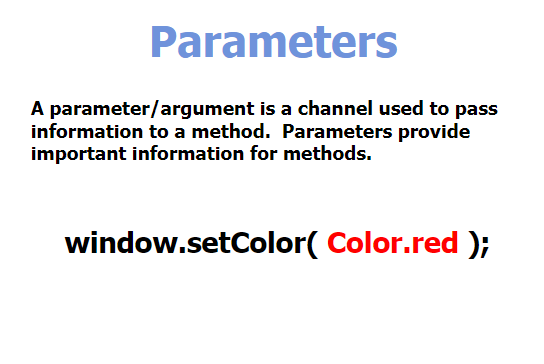 Parameters
A parameter/argument is a channel used to pass
information to a method.  Parameters provide
important information for methods.
window.setColor( Color.red );